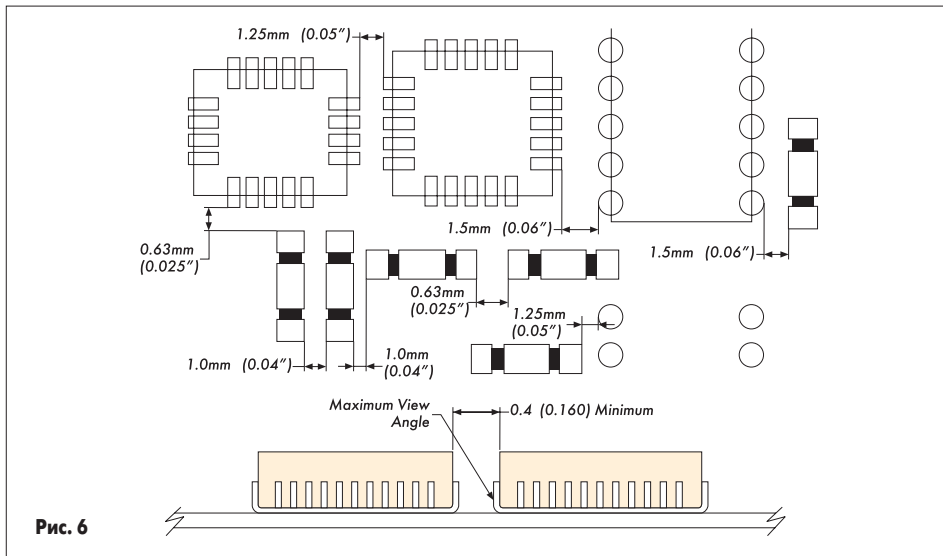 1.25mm (0.05″)
1.5mm (0.06″)
1.5mm (0.06″)
0.63mm
(0.025″)
0.63mm
(0.025″)
1.25mm
(0.05″)
1.0mm (0.04″)
1.0mm
(0.04″)
Maximum View
Angle
0.4 (0.160) Minimum
Рис. 6